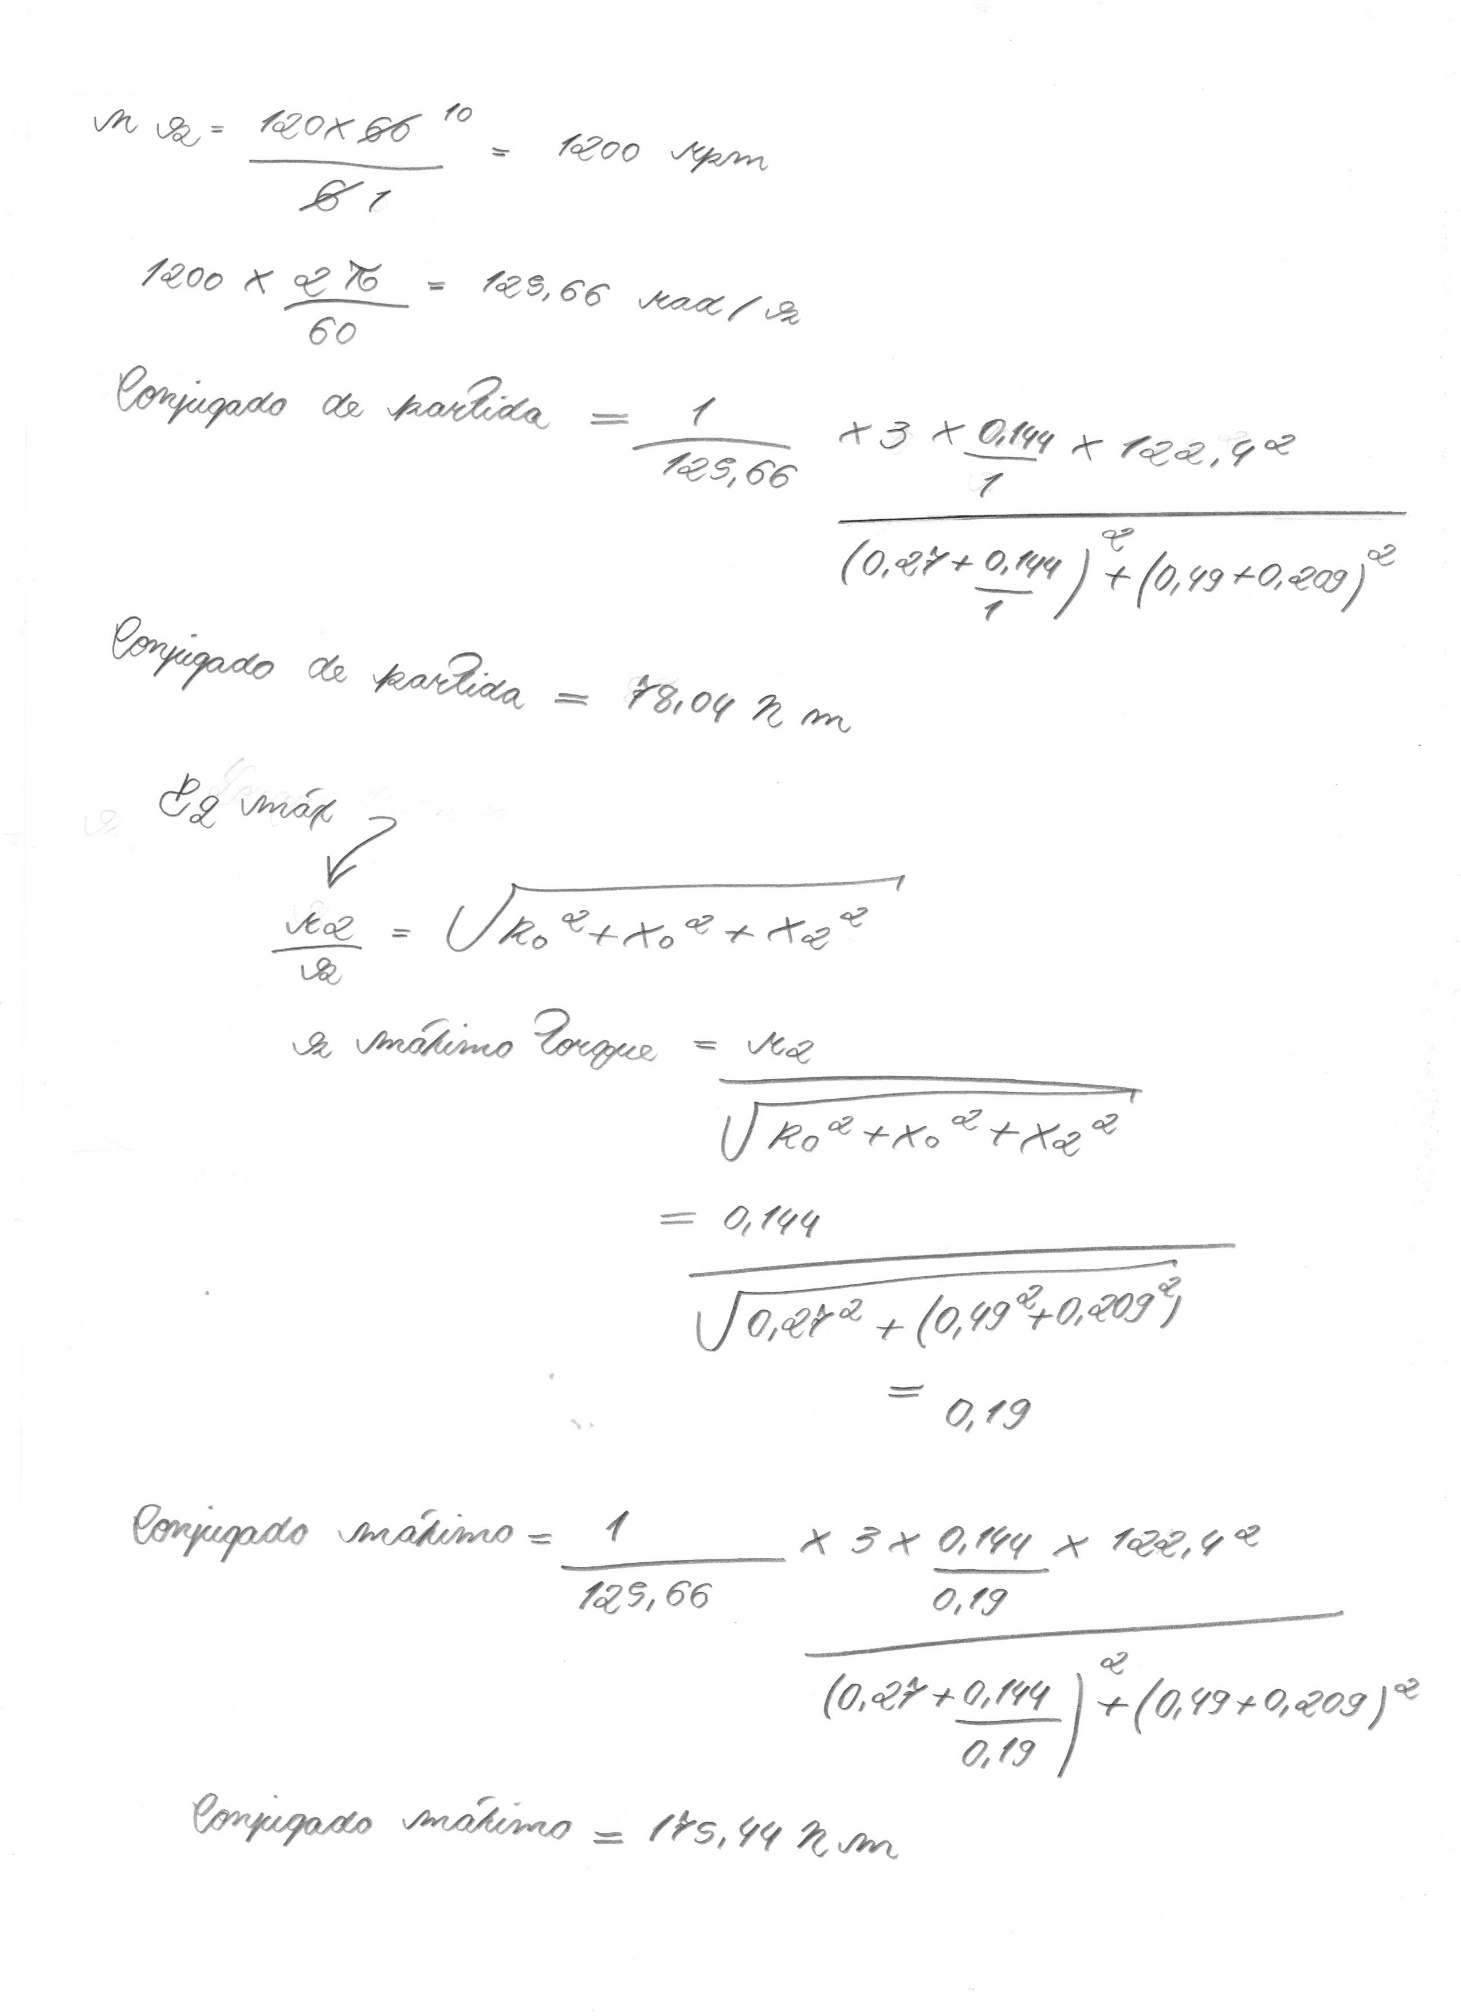 n s = 120 x 60 10 / 6 1 = 1200 rpm
1200 x 2π / 60 = 125,66 rad/s
Conjugado de partida = 1 / 125,66 x 3 x 0,144 / 1 x 122,4² / (0,27 + 0,144 / 1)² + (0,49 + 0,209)²
Conjugado de partida = 78,04 N m
Pg máx
r2 / s = √R0² + X0² + X2²
s máximo torque = r2 / √R0² + X0² + X2²
= 0,144 / √0,27² + (0,49² + 0,209²)
= 0,19
Conjugado máximo = 1 / 125,66 x 3 x 0,144 / 0,19 x 122,4² / (0,27 + 0,144 / 0,19)² + (0,49 + 0,209)²
Conjugado máximo = 175,44 N m